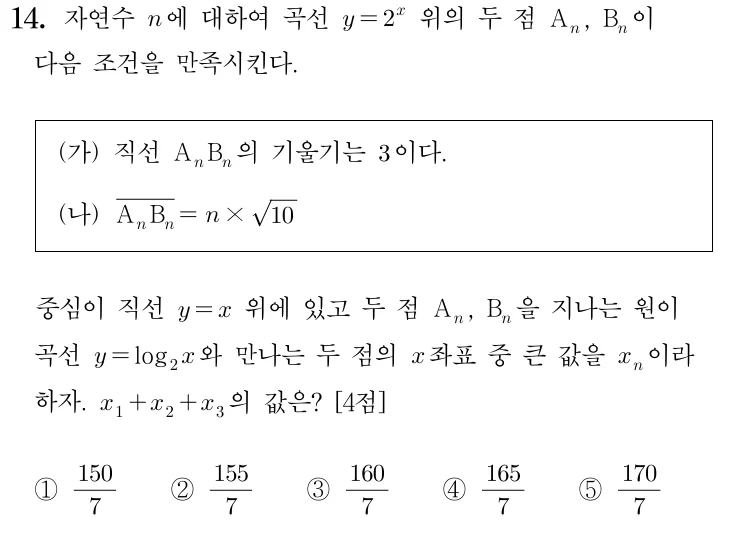 14. 자연수 n에 대하여 곡선 y=2^x 위의 두 점 A_n, B_n이
다음 조건을 만족시킨다.
(가) 직선 A_nB_n의 기울기는 3이다.
(나) \overline{A_nB_n} = n × √10
중심이 직선 y=x 위에 있고 두 점 A_n, B_n을 지나는 원이
곡선 y=log_2 x와 만나는 두 점의 x좌표 중 큰 값을 x_n이라
하자. x_1+x_2+x_3의 값은? [4점]
① 150/7 ② 155/7 ③ 160/7 ④ 165/7 ⑤ 170/7